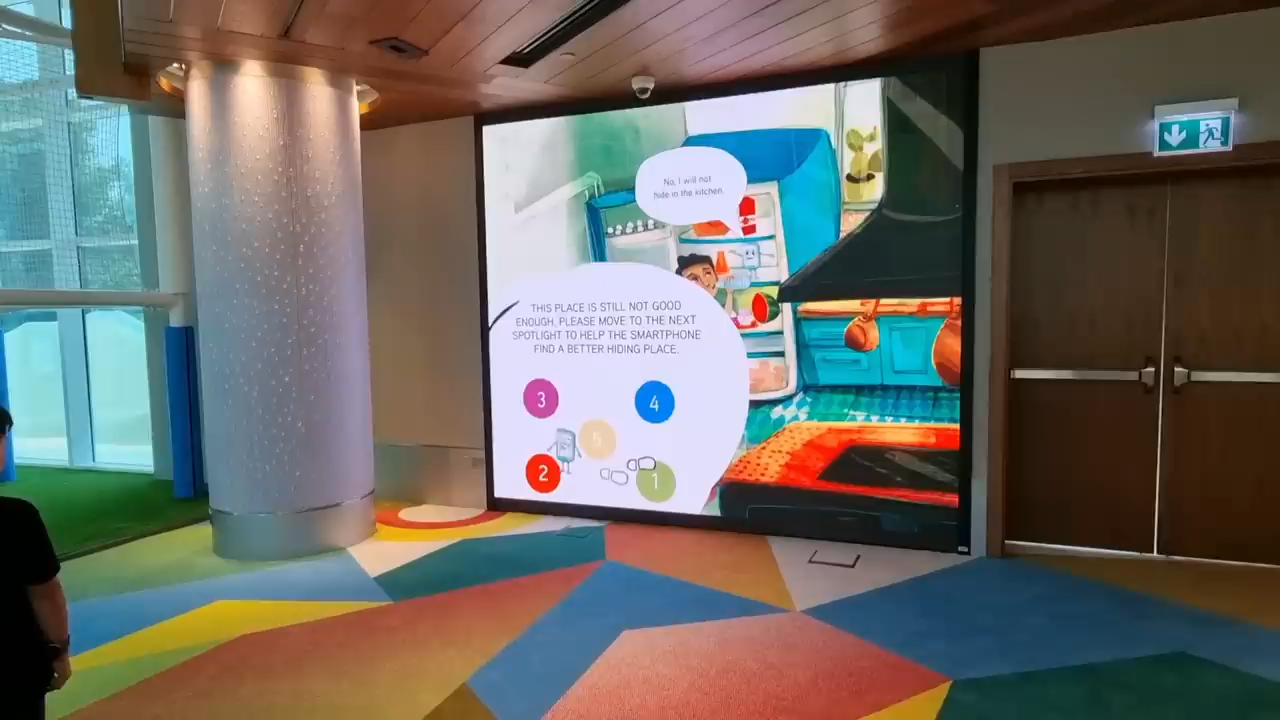 No, I will not
hide in the kitchen.
THIS PLACE IS STILL NOT GOOD
ENOUGH, PLEASE MOVE TO THE NEXT
SPOTLIGHT TO HELP THE SMARTPHONE
FIND A BETTER HIDING PLACE.
3
4
5
2
1